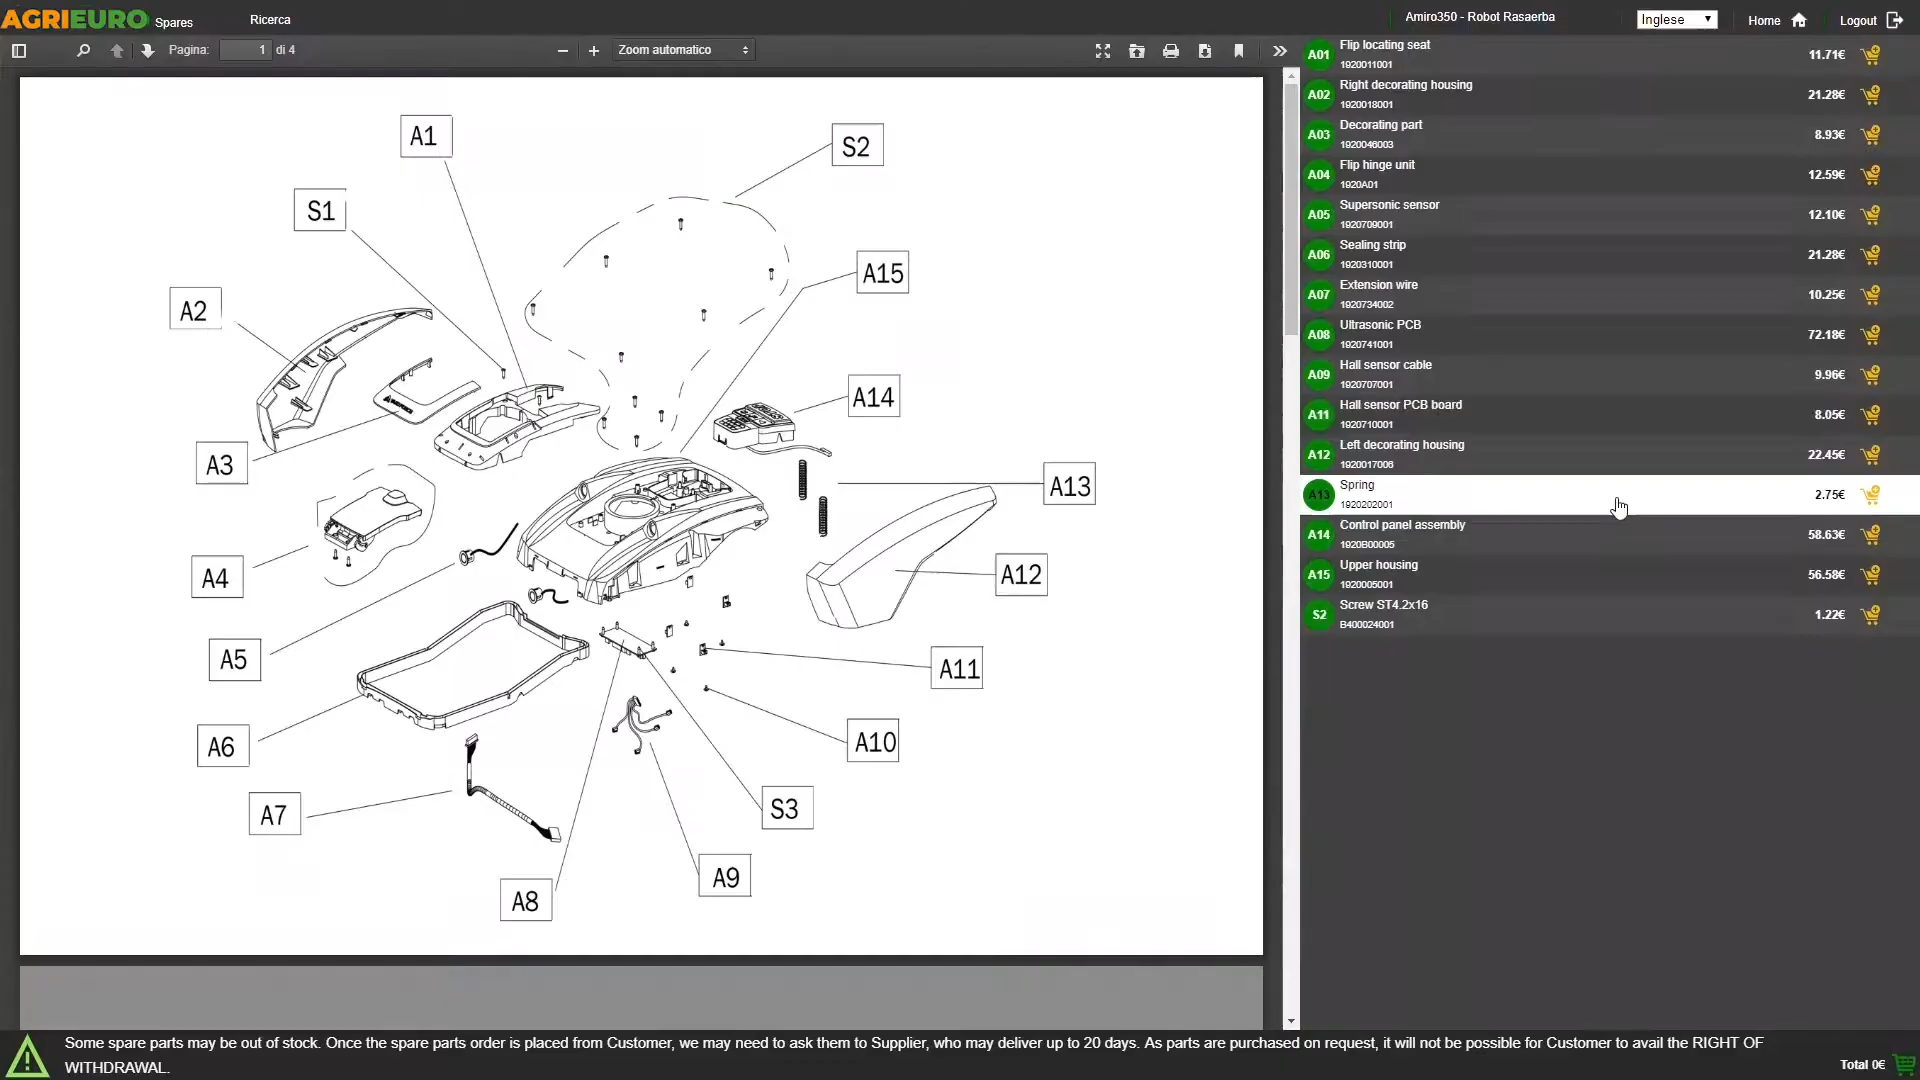 AGRIEURO Spares
Ricerca
Amiro350 - Robot Rasaerba
Inglese
Home
Logout
Pagina: 1 di 4
Zoom automatico
A1
S2
S1
A15
A2
A14
A3
A13
A4
A12
A5
A11
A6
A10
A7
S3
A9
A8
A01 Flip locating seat 11.71€
1920011001
A02 Right decorating housing 21.28€
1920018001
A03 Decorating part 8.93€
1920046003
A04 Flip hinge unit 12.59€
1920A01
A05 Supersonic sensor 12.10€
1920709001
A06 Sealing strip 21.28€
1920310001
A07 Extension wire 10.25€
1920734002
A08 Ultrasonic PCB 72.18€
1920741001
A09 Hall sensor cable 9.96€
1920707001
A11 Hall sensor PCB board 8.05€
1920710001
A12 Left decorating housing 22.45€
1920017006
A13 Spring 2.75€
1920202001
A14 Control panel assembly 58.63€
1920B00005
A15 Upper housing 56.58€
1920005001
S2 Screw ST4.2x16 1.22€
B400024001
Some spare parts may be out of stock. Once the spare parts order is placed from Customer, we may need to ask them to Supplier, who may deliver up to 20 days. As parts are purchased on request, it will not be possible for Customer to avail the RIGHT OF
WITHDRAWAL.
Total 0€